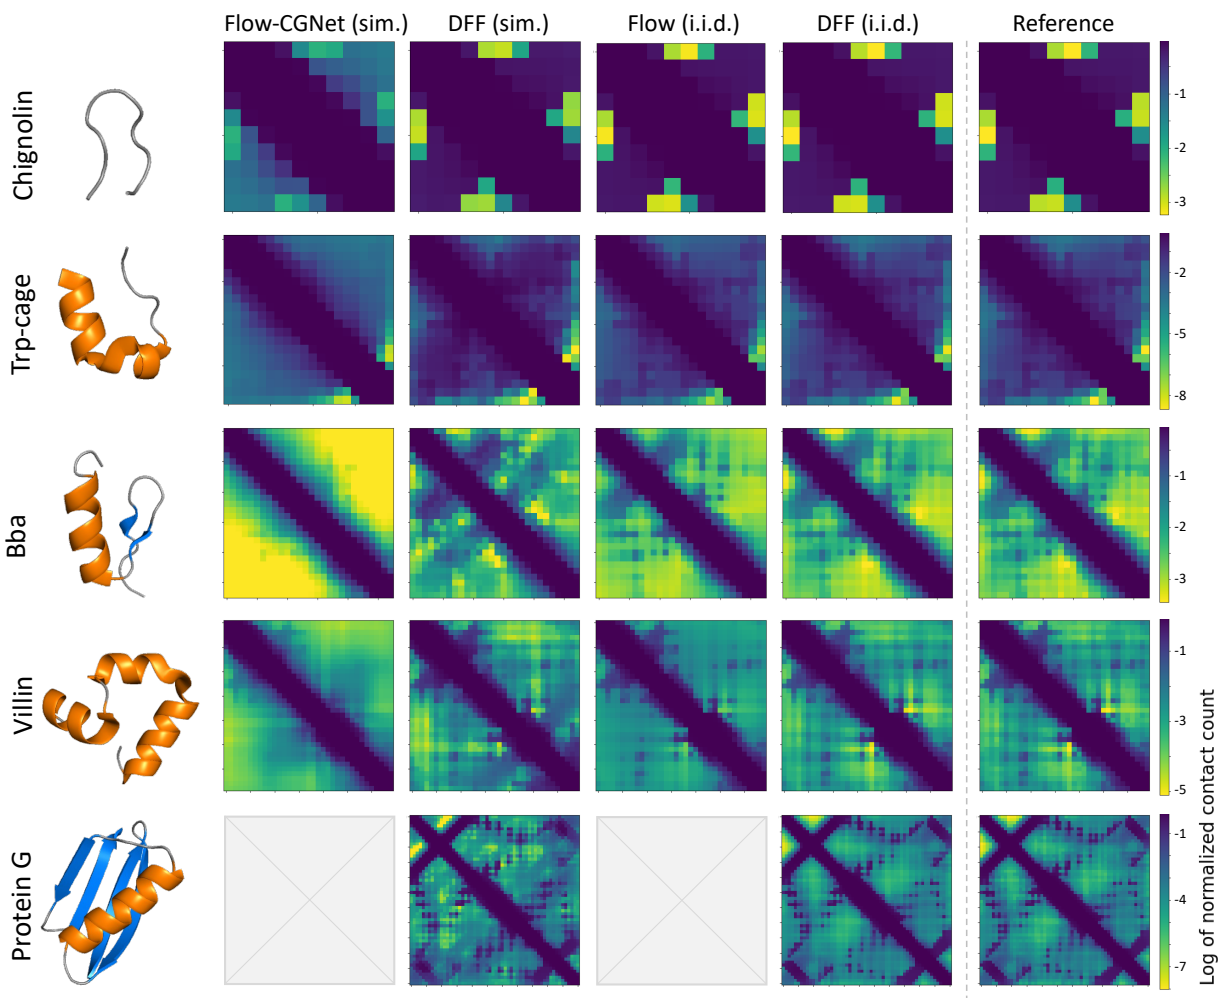 Flow-CGNet (sim.) DFF (sim.) Flow (i.i.d.) DFF (i.i.d.) Reference
Chignolin
-1
-2
-3
Trp-cage
-2
-5
-8
Bba
-1
-2
-3
Villin
-1
-3
-5
Protein G
-1
-4
-7
Log of normalized contact count